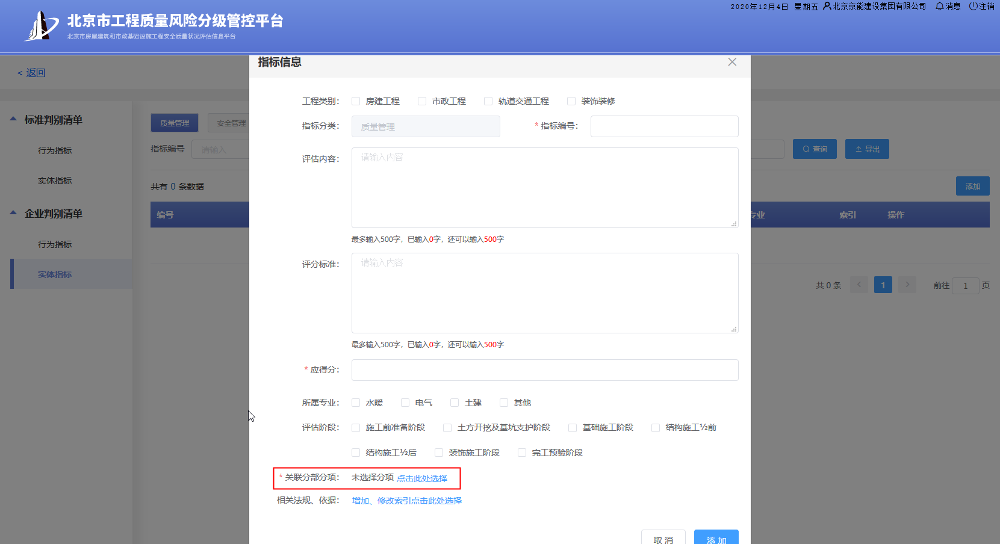 2020年12月4日 星期五 北京京能建设集团有限公司 消息 注销
北京市工程质量风险分级管控平台
北京市房屋建筑和市政基础设施工程安全质量状况评估信息平台
< 返回
标准判别清单
行为指标
实体指标
企业判别清单
行为指标
实体指标
质量管理 安全管理
指标编号 请输入
查询 导出
共有 0 条数据
添加
编号 专业 索引 操作
共 0 条 < 1 > 前往 1 页
指标信息
工程类别： 房建工程 市政工程 轨道交通工程 装饰装修
指标分类： 质量管理 * 指标编号：
评估内容： 请输入内容
最多输入500字，已输入0字，还可以输入500字
评分标准： 请输入内容
最多输入500字，已输入0字，还可以输入500字
* 应得分：
所属专业： 水暖 电气 土建 其他
评估阶段： 施工前准备阶段 土方开挖及基坑支护阶段 基础施工阶段 结构施工½前
结构施工½后 装饰施工阶段 完工预验阶段
* 关联分部分项： 未选择分项 点击此处选择
相关法规、依据： 增加、修改索引点击此处选择
取 消 添 加